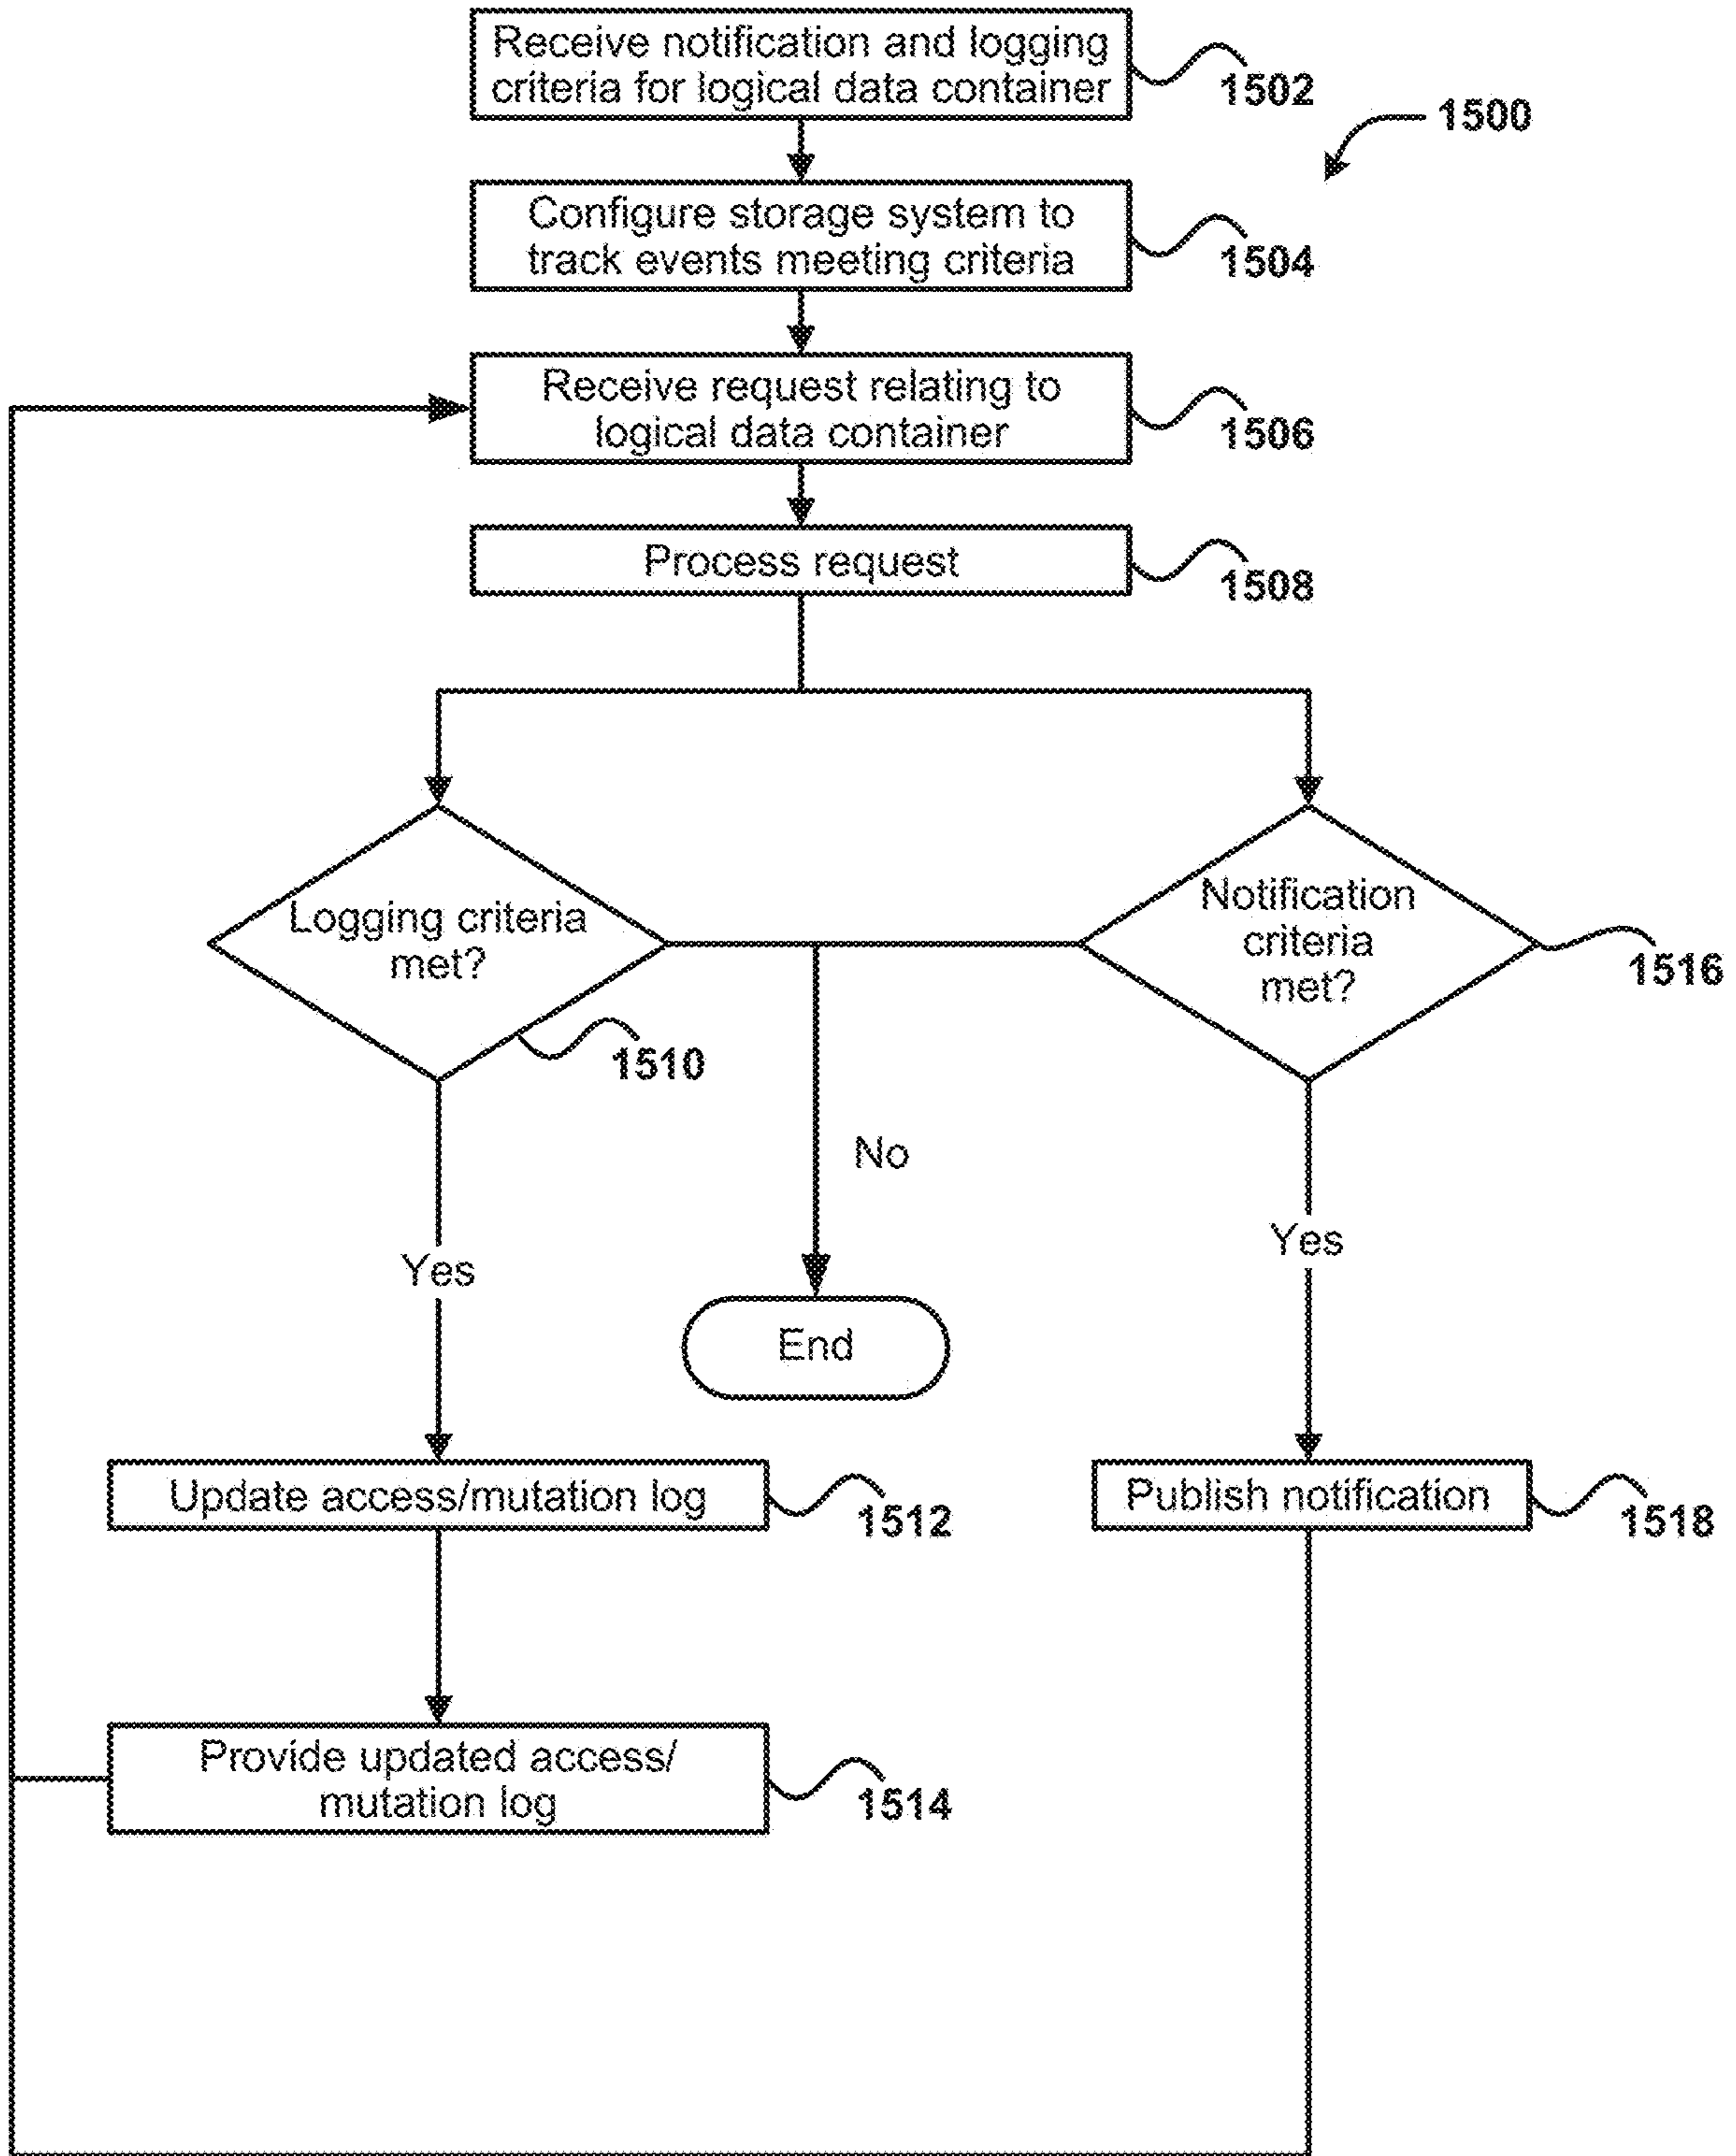 Receive notification and logging
criteria for logical data container
1502
1500
Configure storage system to
track events meeting criteria
1504
Receive request relating to
logical data container
1506
Process request
1508
Logging criteria
met?
1510
Notification
criteria
met?
1516
No
Yes
Yes
End
Update access/mutation log
1512
Publish notification
1518
Provide updated access/
mutation log
1514